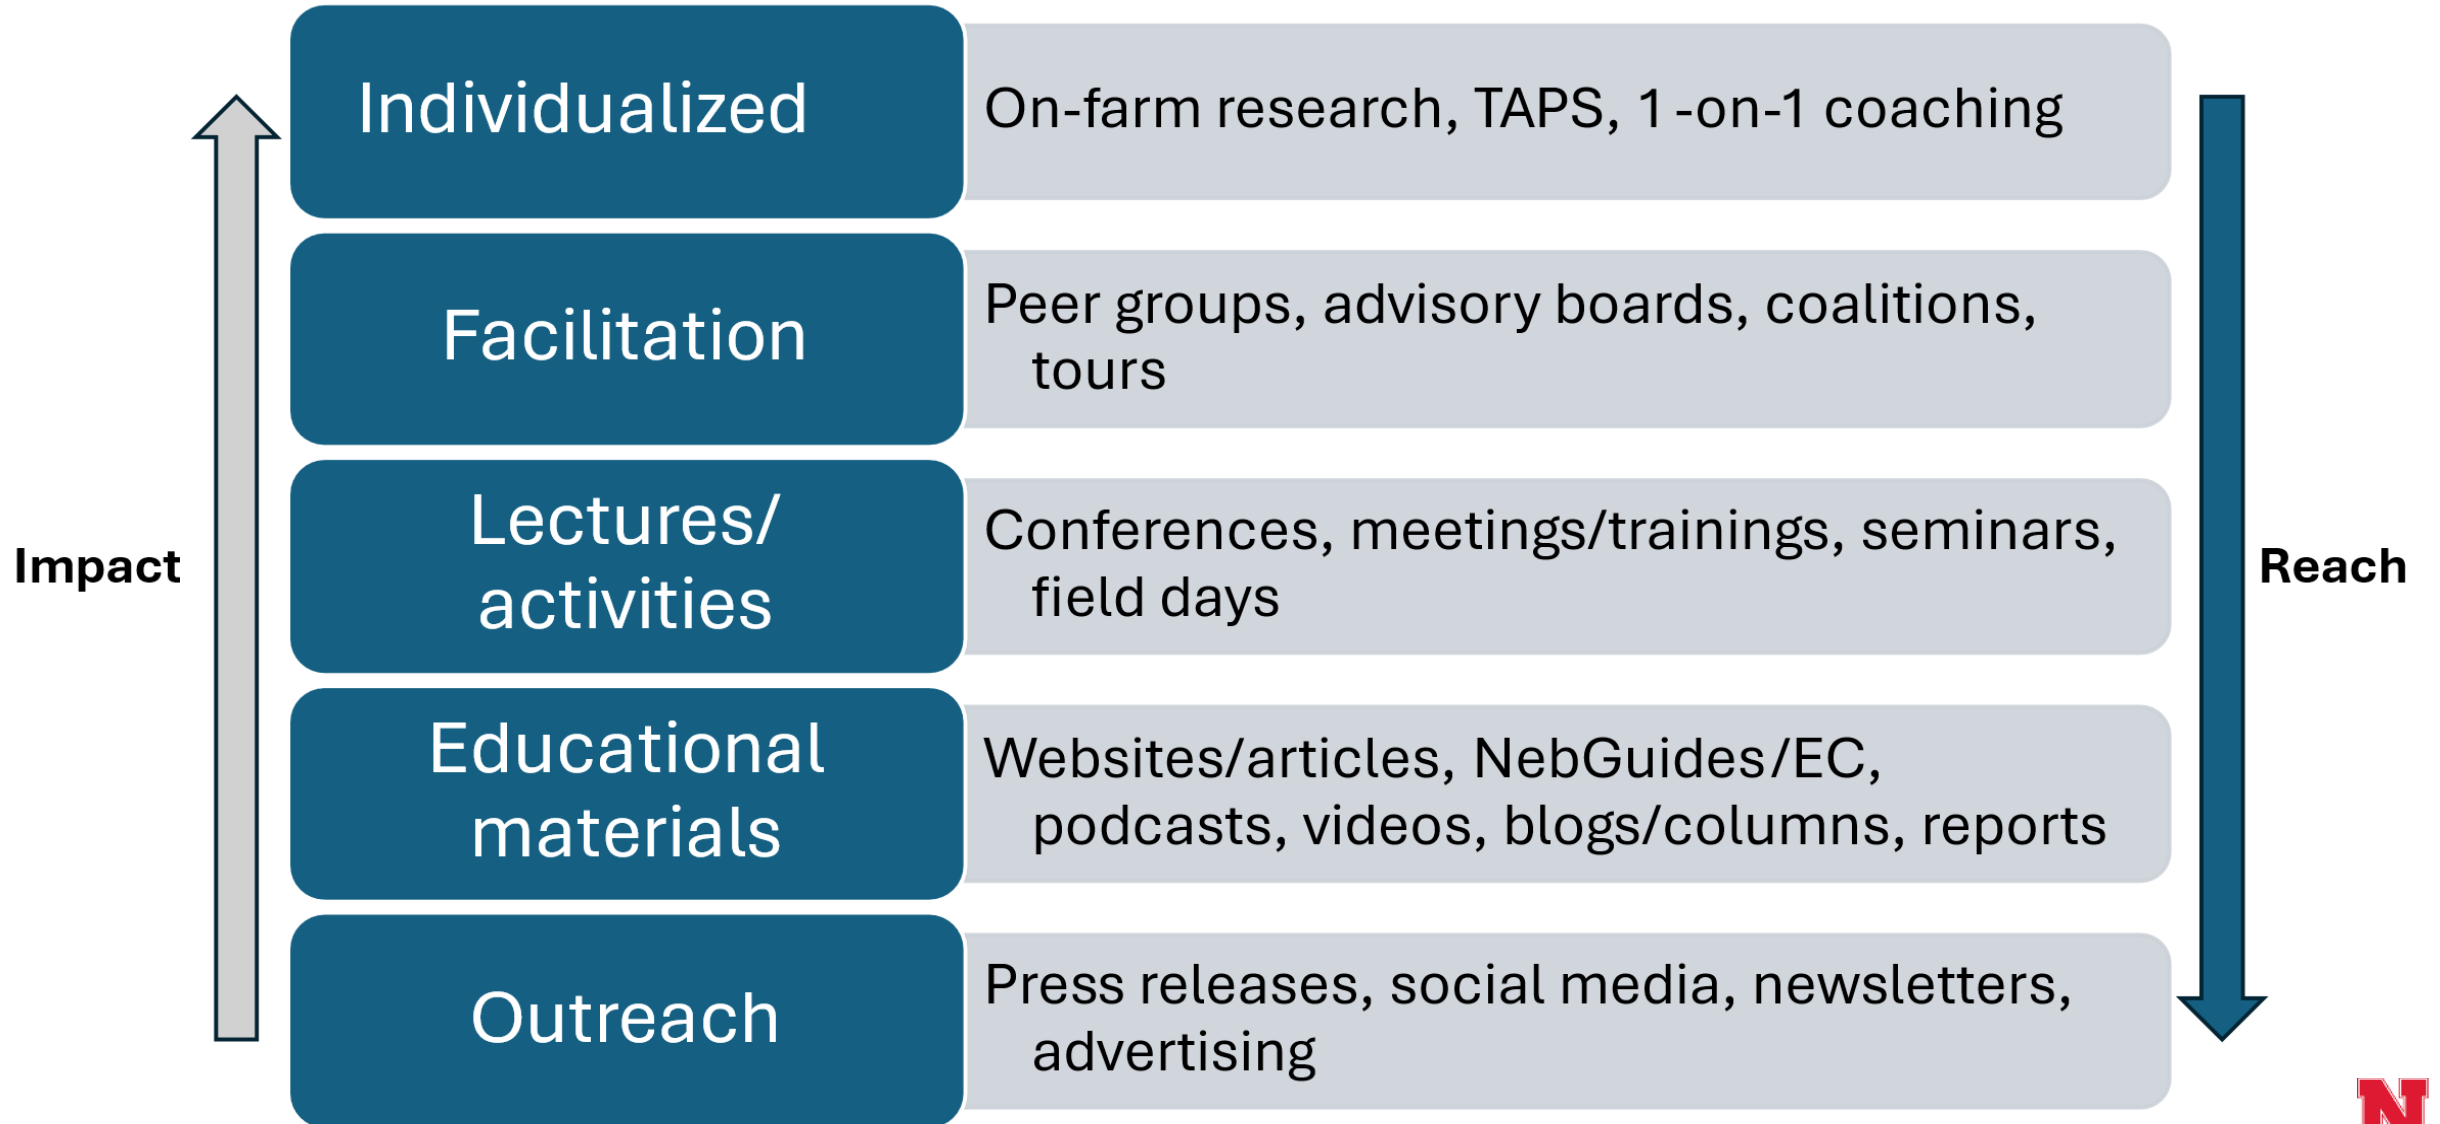 Individualized
On-farm research, TAPS, 1-on-1 coaching
Facilitation
Peer groups, advisory boards, coalitions,
tours
Impact
Lectures/
activities
Conferences, meetings/trainings, seminars,
field days
Reach
Educational
materials
Websites/articles, NebGuides/EC,
podcasts, videos, blogs/columns, reports
Outreach
Press releases, social media, newsletters,
advertising
N